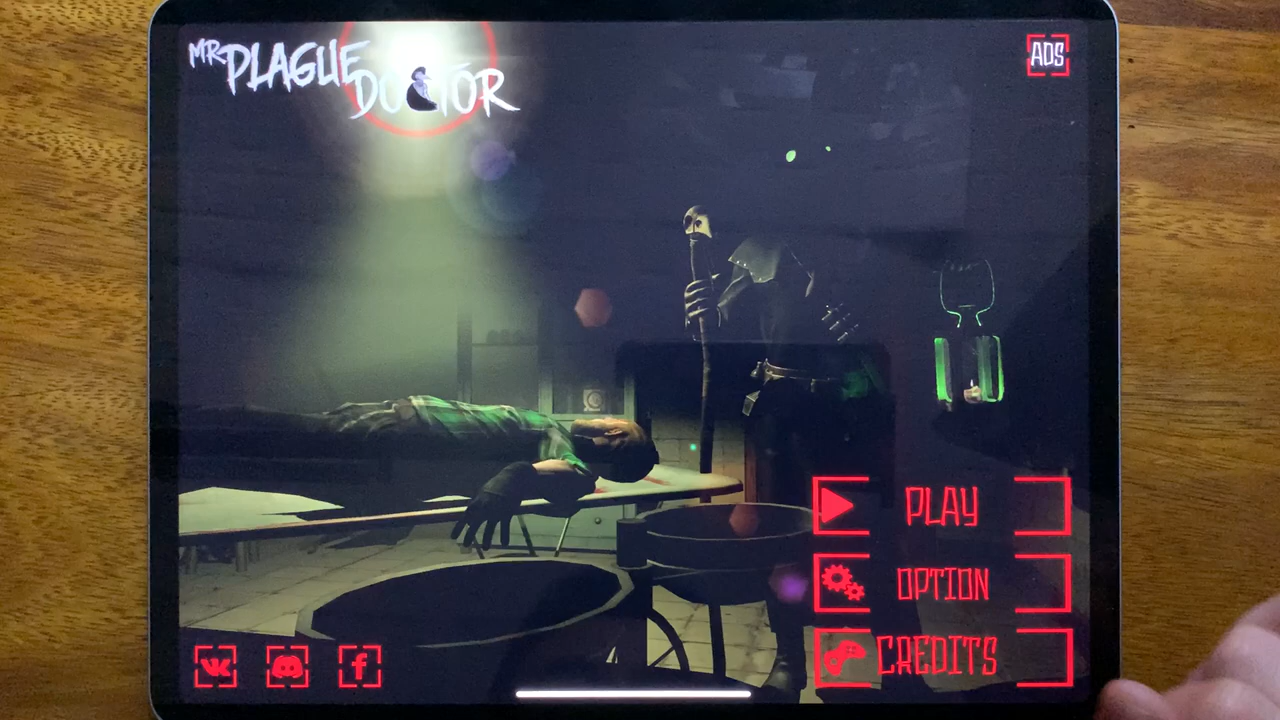 MR PLAGUE
DOCTOR
ADS
PLAY
OPTION
CREDITS